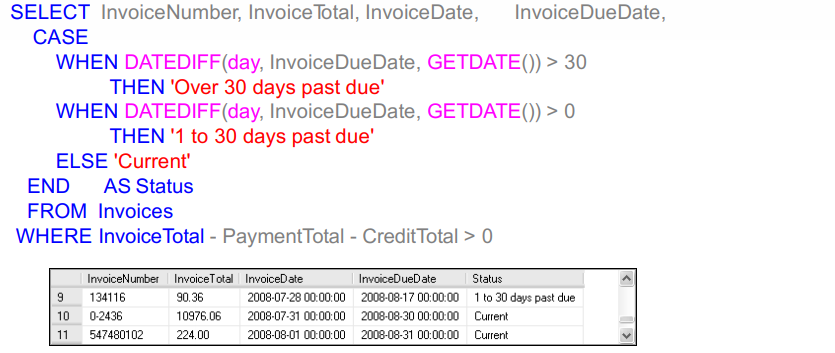 SELECT InvoiceNumber, InvoiceTotal, InvoiceDate, InvoiceDueDate,
CASE
WHEN DATEDIFF(day, InvoiceDueDate, GETDATE()) > 30
THEN 'Over 30 days past due'
WHEN DATEDIFF(day, InvoiceDueDate, GETDATE()) > 0
THEN '1 to 30 days past due'
ELSE 'Current'
END AS Status
FROM Invoices
WHERE InvoiceTotal - PaymentTotal - CreditTotal > 0
InvoiceNumber InvoiceTotal InvoiceDate InvoiceDueDate Status
9 134116 90.36 2008-07-28 00:00:00 2008-08-17 00:00:00 1 to 30 days past due
10 0-2436 10976.06 2008-07-31 00:00:00 2008-08-30 00:00:00 Current
11 547480102 224.00 2008-08-01 00:00:00 2008-08-31 00:00:00 Current